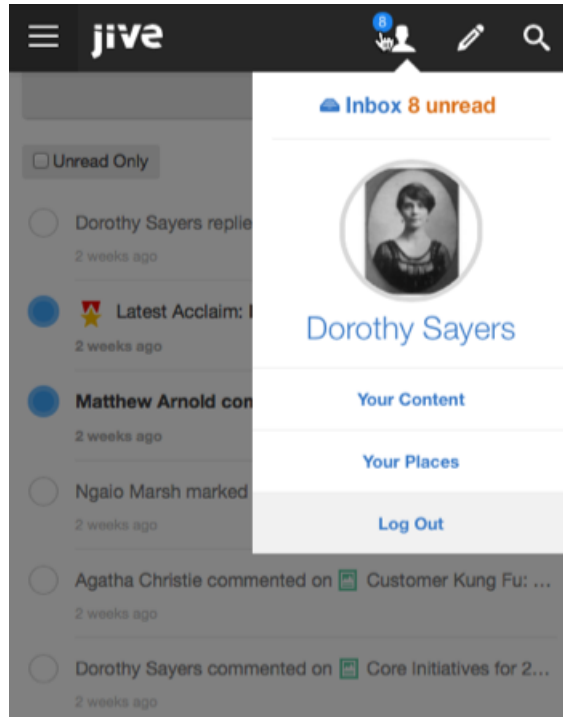 jive
8
Inbox 8 unread
Unread Only
Dorothy Sayers replie
2 weeks ago
Latest Acclaim:
2 weeks ago
Dorothy Sayers
Matthew Arnold com
2 weeks ago
Your Content
Your Places
Ngaio Marsh marked
2 weeks ago
Log Out
Agatha Christie commented on Customer Kung Fu: ...
2 weeks ago
Dorothy Sayers commented on Core Initiatives for 2...
2 weeks ago